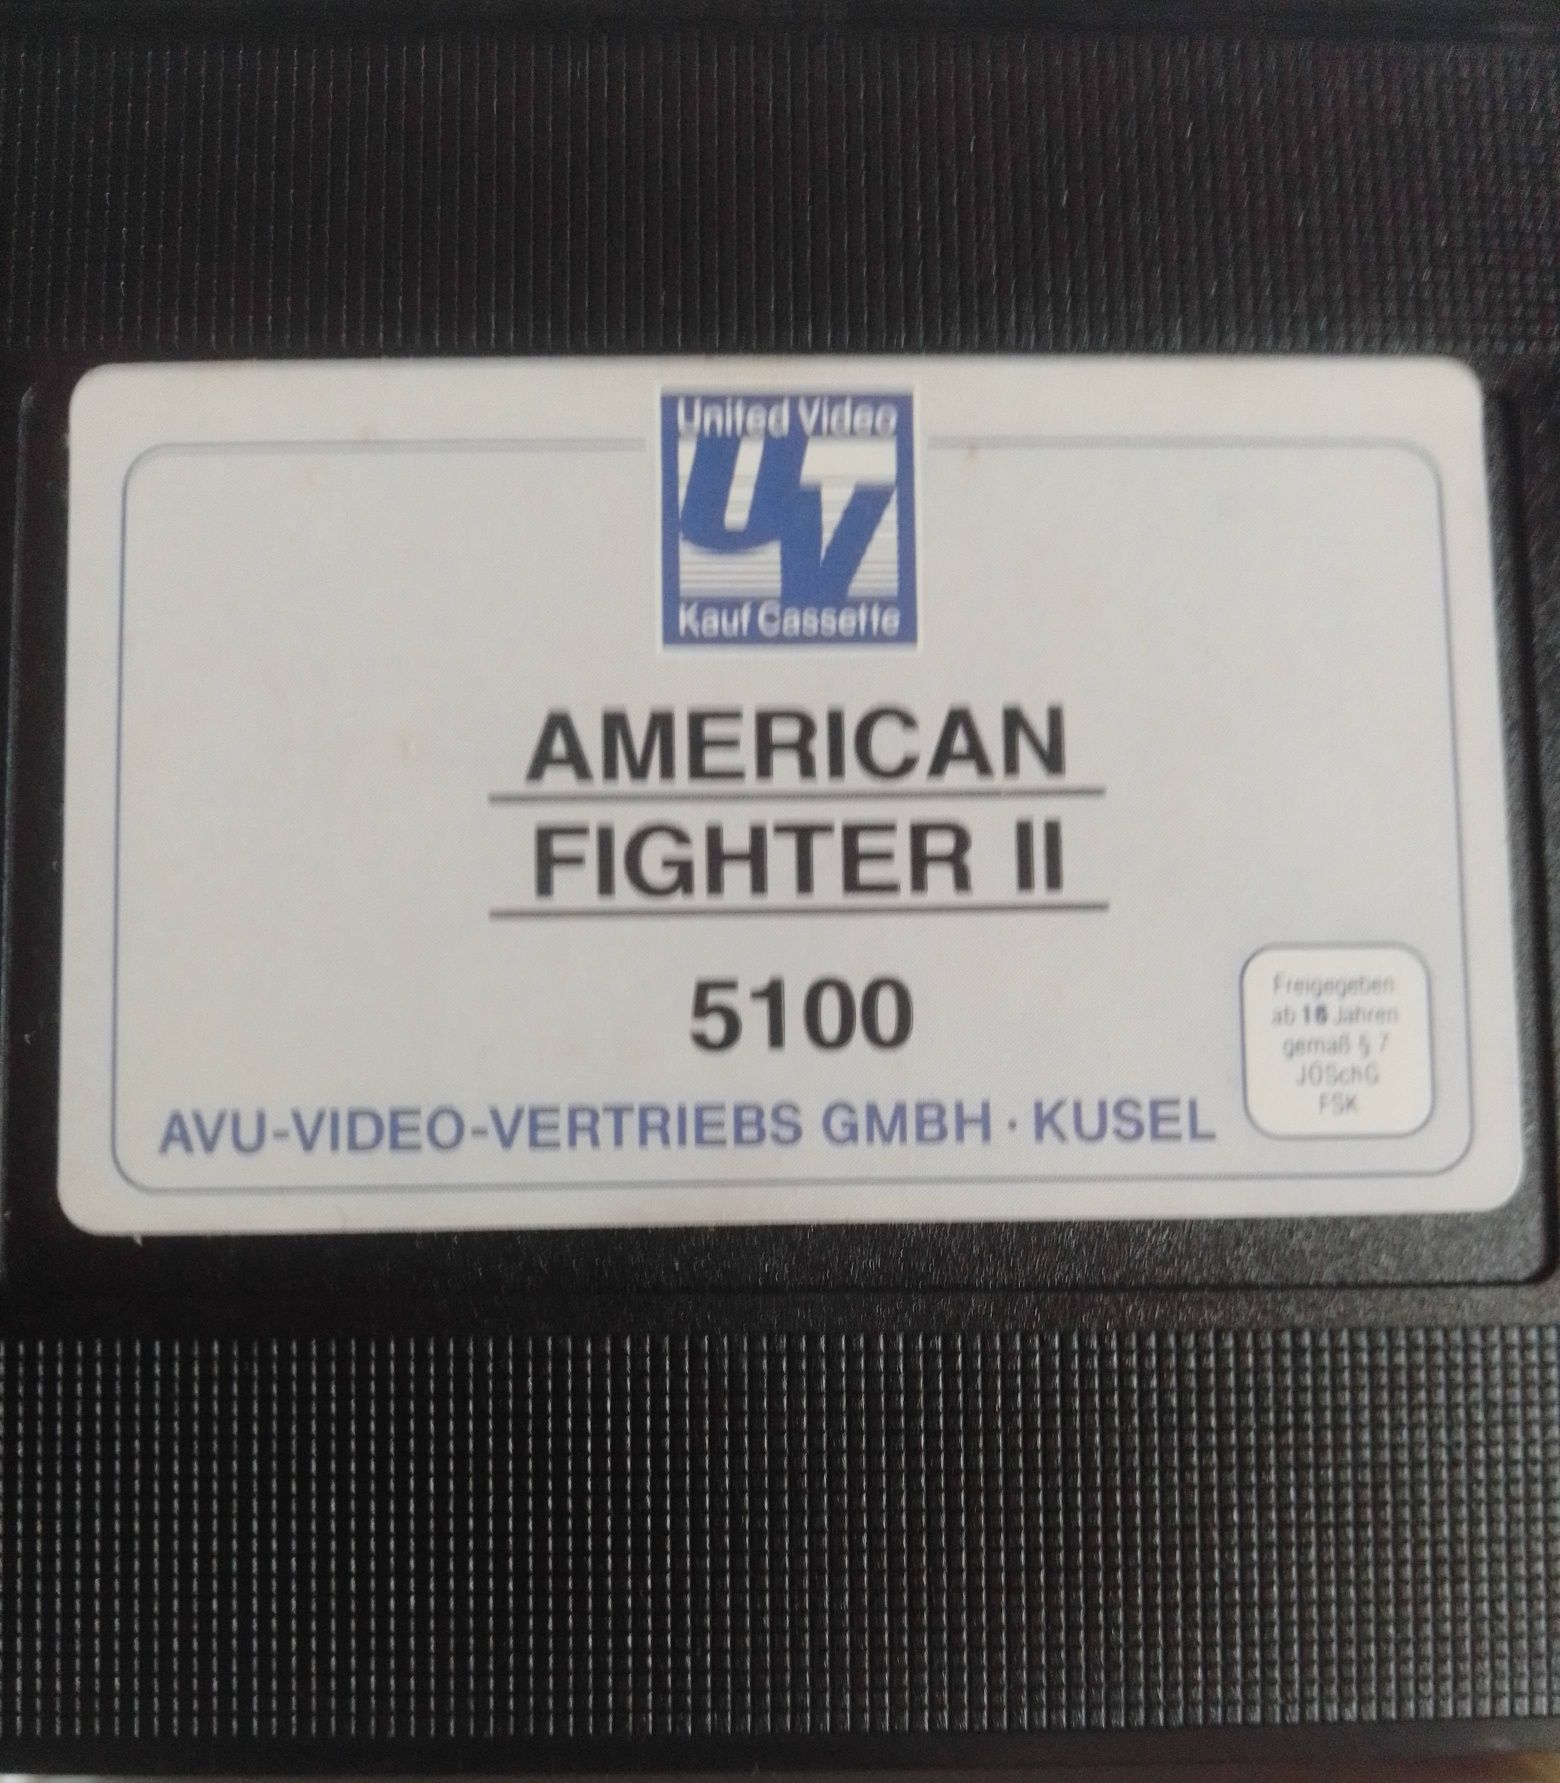 United Video
UV
Kauf Cassette
AMERICAN
FIGHTER II
5100
AVU-VIDEO-VERTRIEBS GMBH · KUSEL
Freigegeben
ab 16 Jahren
gemäß § 7
JÖSchG
FSK